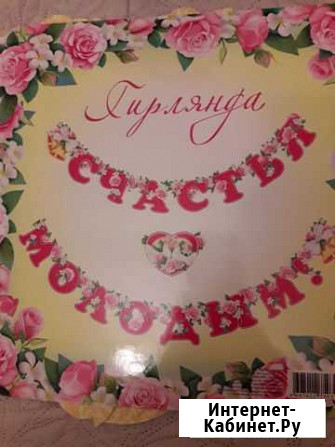 Гирлянда
СЧАСТЬЯ
МОЛОДЫМ!
Интернет-
Кабинет.Ру